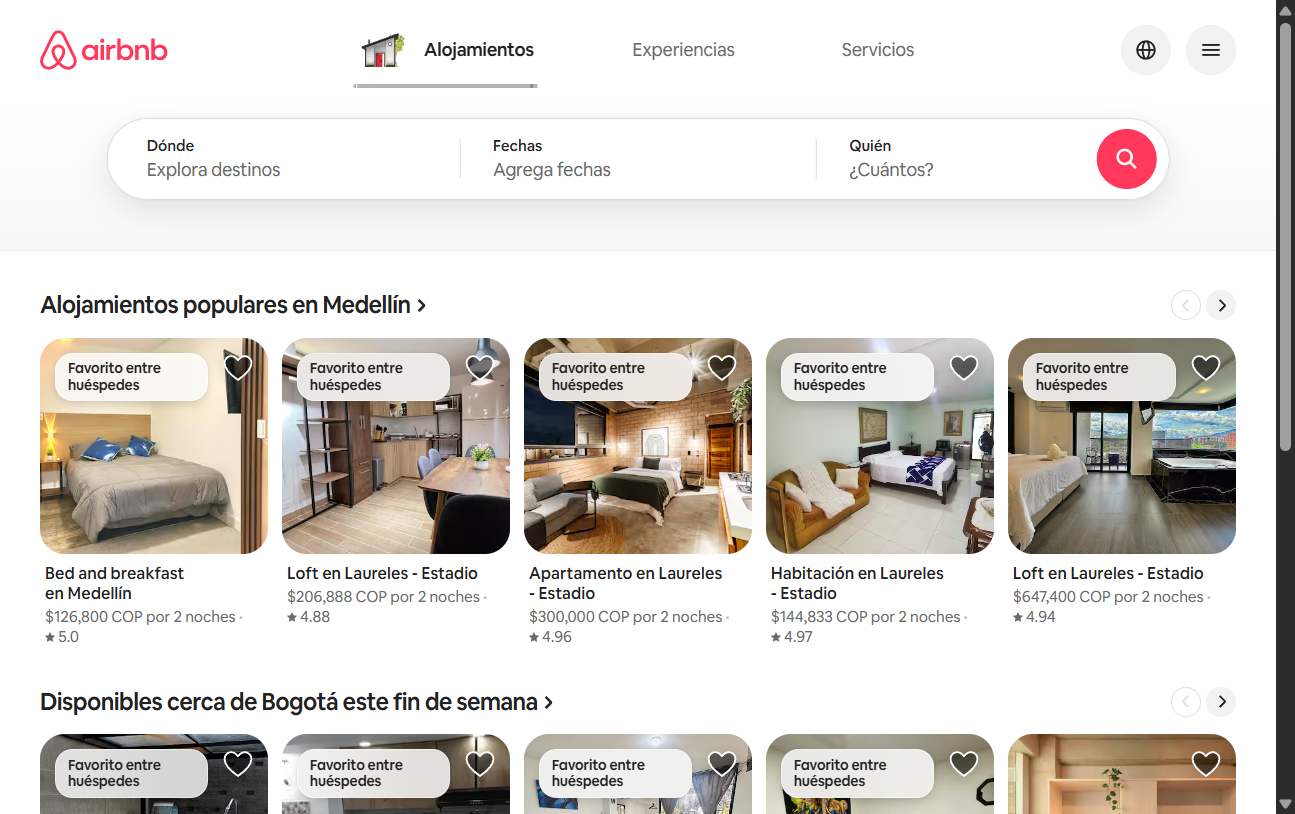 airbnb
Alojamientos
Experiencias
Servicios
Dónde
Explora destinos
Fechas
Agrega fechas
Quién
¿Cuántos?
Alojamientos populares en Medellín
Favorito entre
huéspedes
Favorito entre
huéspedes
Favorito entre
huéspedes
Favorito entre
huéspedes
Favorito entre
huéspedes
Bed and breakfast
en Medellín
$126,800 COP por 2 noches ·
★ 5.0
Loft en Laureles - Estadio
$206,888 COP por 2 noches ·
★ 4.88
Apartamento en Laureles
- Estadio
$300,000 COP por 2 noches ·
★ 4.96
Habitación en Laureles
- Estadio
$144,833 COP por 2 noches ·
★ 4.97
Loft en Laureles - Estadio
$647,400 COP por 2 noches ·
★ 4.94
Disponibles cerca de Bogotá este fin de semana
Favorito entre
huéspedes
Favorito entre
huéspedes
Favorito entre
huéspedes
Favorito entre
huéspedes